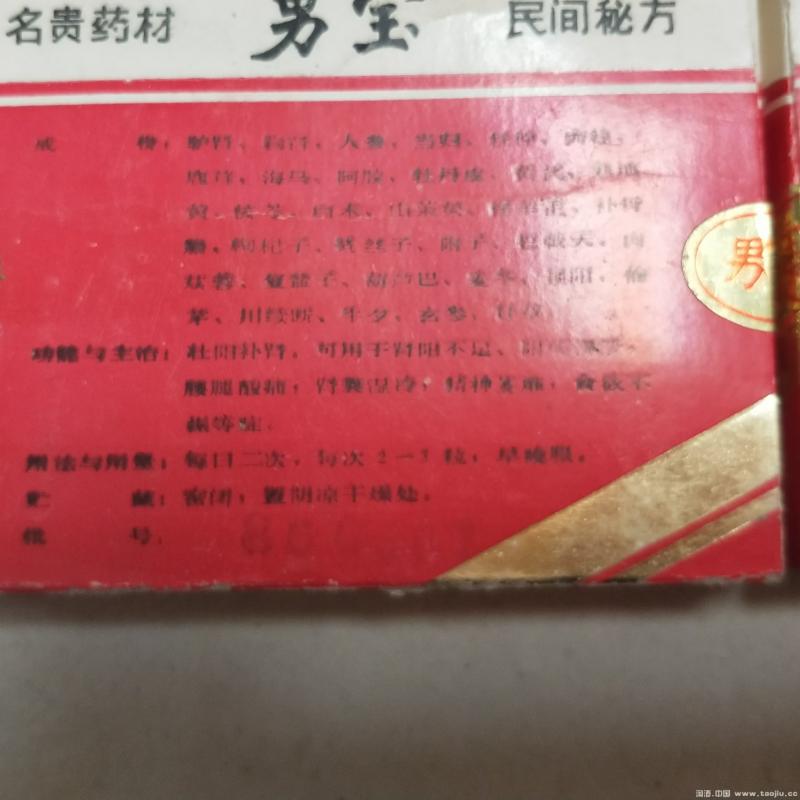 名贵药材 男宝 民间秘方
成 份：驴肾、狗肾、人参、当归、杜仲、肉桂、
鹿茸、海马、阿胶、牡丹皮、黄芪、熟地
黄、茯苓、白术、山茱萸、
枸杞子、菟丝子、附子、巴戟天、肉
苁蓉、复盆子、胡芦巴、麦冬、锁阳、
川续断、牛夕、玄参、甘草。
功能与主治：壮阳补肾，可用于肾阳不足，
腰腿酸痛；肾囊湿冷；精神萎靡；食欲不
振等症。
用法与用量：每日二次，每次2—3粒，早晚服。
贮 藏：密闭，置阴凉干燥处。
批 号：
男
淘酒.中国 www.taojiu.cc